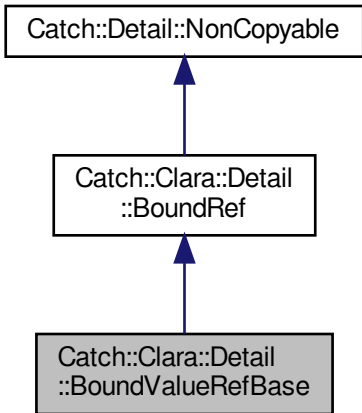 Catch::Detail::NonCopyable
Catch::Clara::Detail
::BoundRef
Catch::Clara::Detail
::BoundValueRefBase